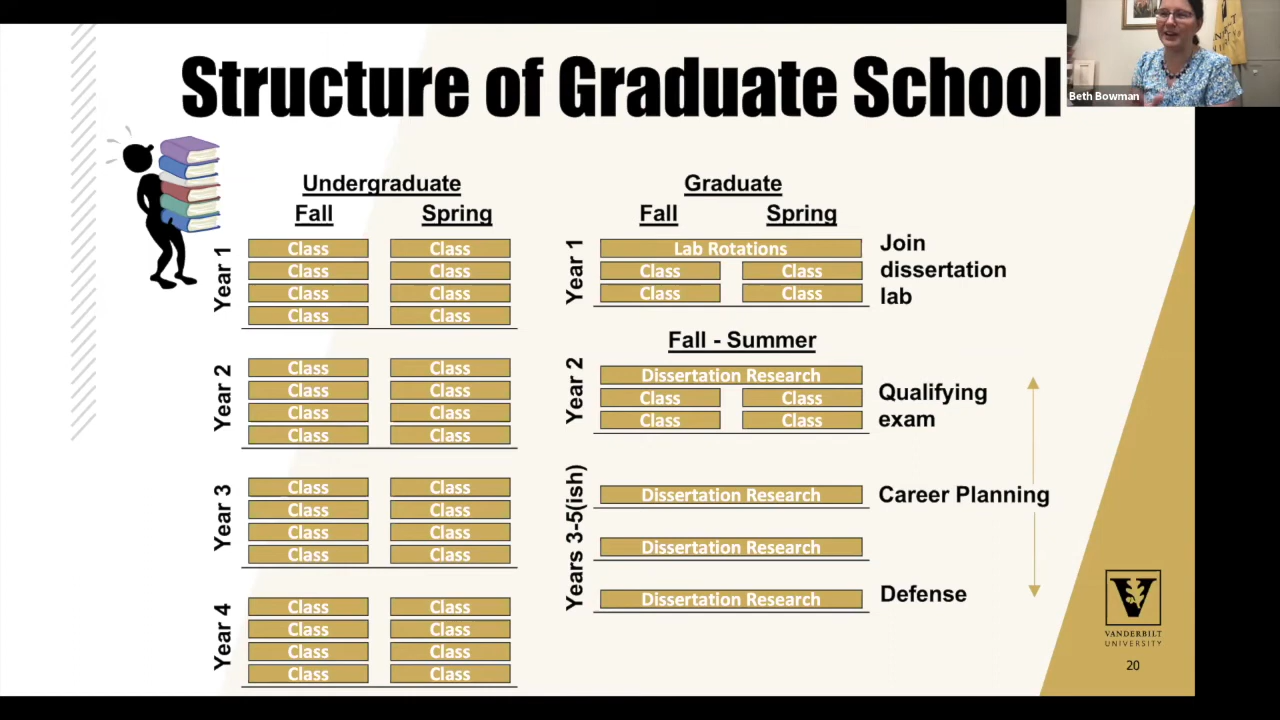 Structure of Graduate School
Beth Bowman
Undergraduate
Fall Spring
Year 1
Class Class
Class Class
Class Class
Class Class
Year 2
Class Class
Class Class
Class Class
Class Class
Year 3
Class Class
Class Class
Class Class
Class Class
Year 4
Class Class
Class Class
Class Class
Class Class
Graduate
Fall Spring
Year 1
Lab Rotations
Class Class
Class Class
Join
dissertation
lab
Fall - Summer
Year 2
Dissertation Research
Class Class
Class Class
Qualifying
exam
Years 3-5(ish)
Dissertation Research
Career Planning
Dissertation Research
Dissertation Research
Defense
V
VANDERBILT
UNIVERSITY
20